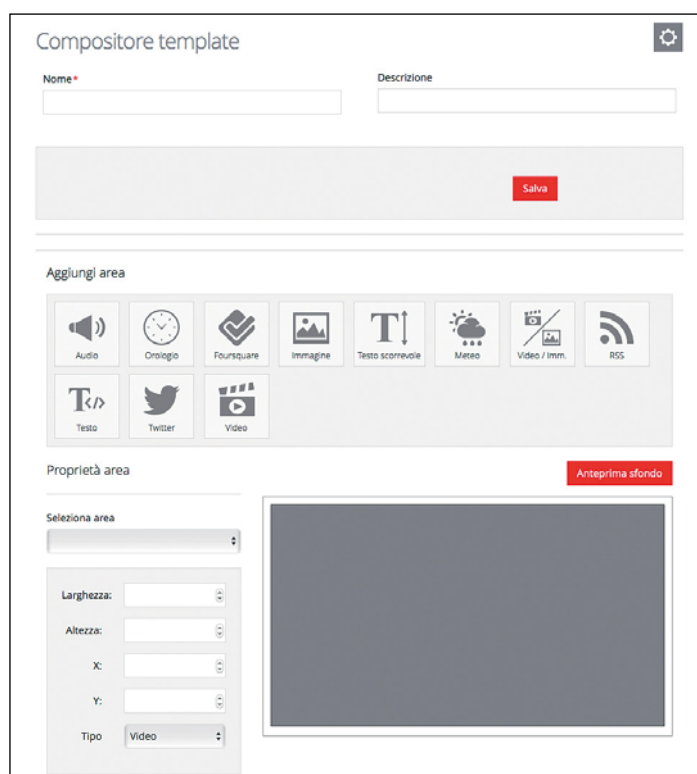 Compositore template
Nome*
Descrizione
Salva
Aggiungi area
Audio
Orologio
Foursquare
Immagine
Testo scorrevole
Meteo
Video / Imm.
RSS
Testo
Twitter
Video
Proprietà area
Anteprima sfondo
Seleziona area
Larghezza:
Altezza:
X:
Y:
Tipo Video